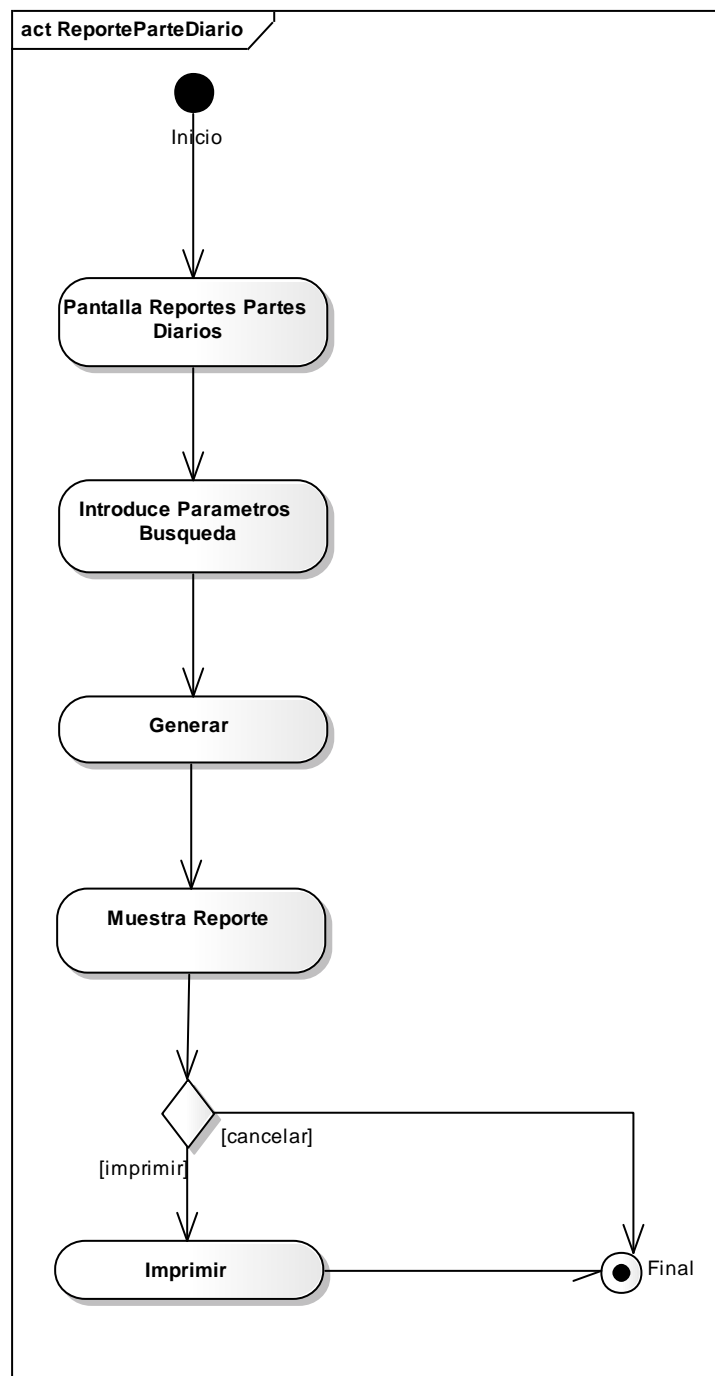 act ReporteParteDiario
Inicio
Pantalla Reportes Partes
Diarios
Introduce Parametros
Busqueda
Generar
Muestra Reporte
[cancelar]
[imprimir]
Imprimir
Final